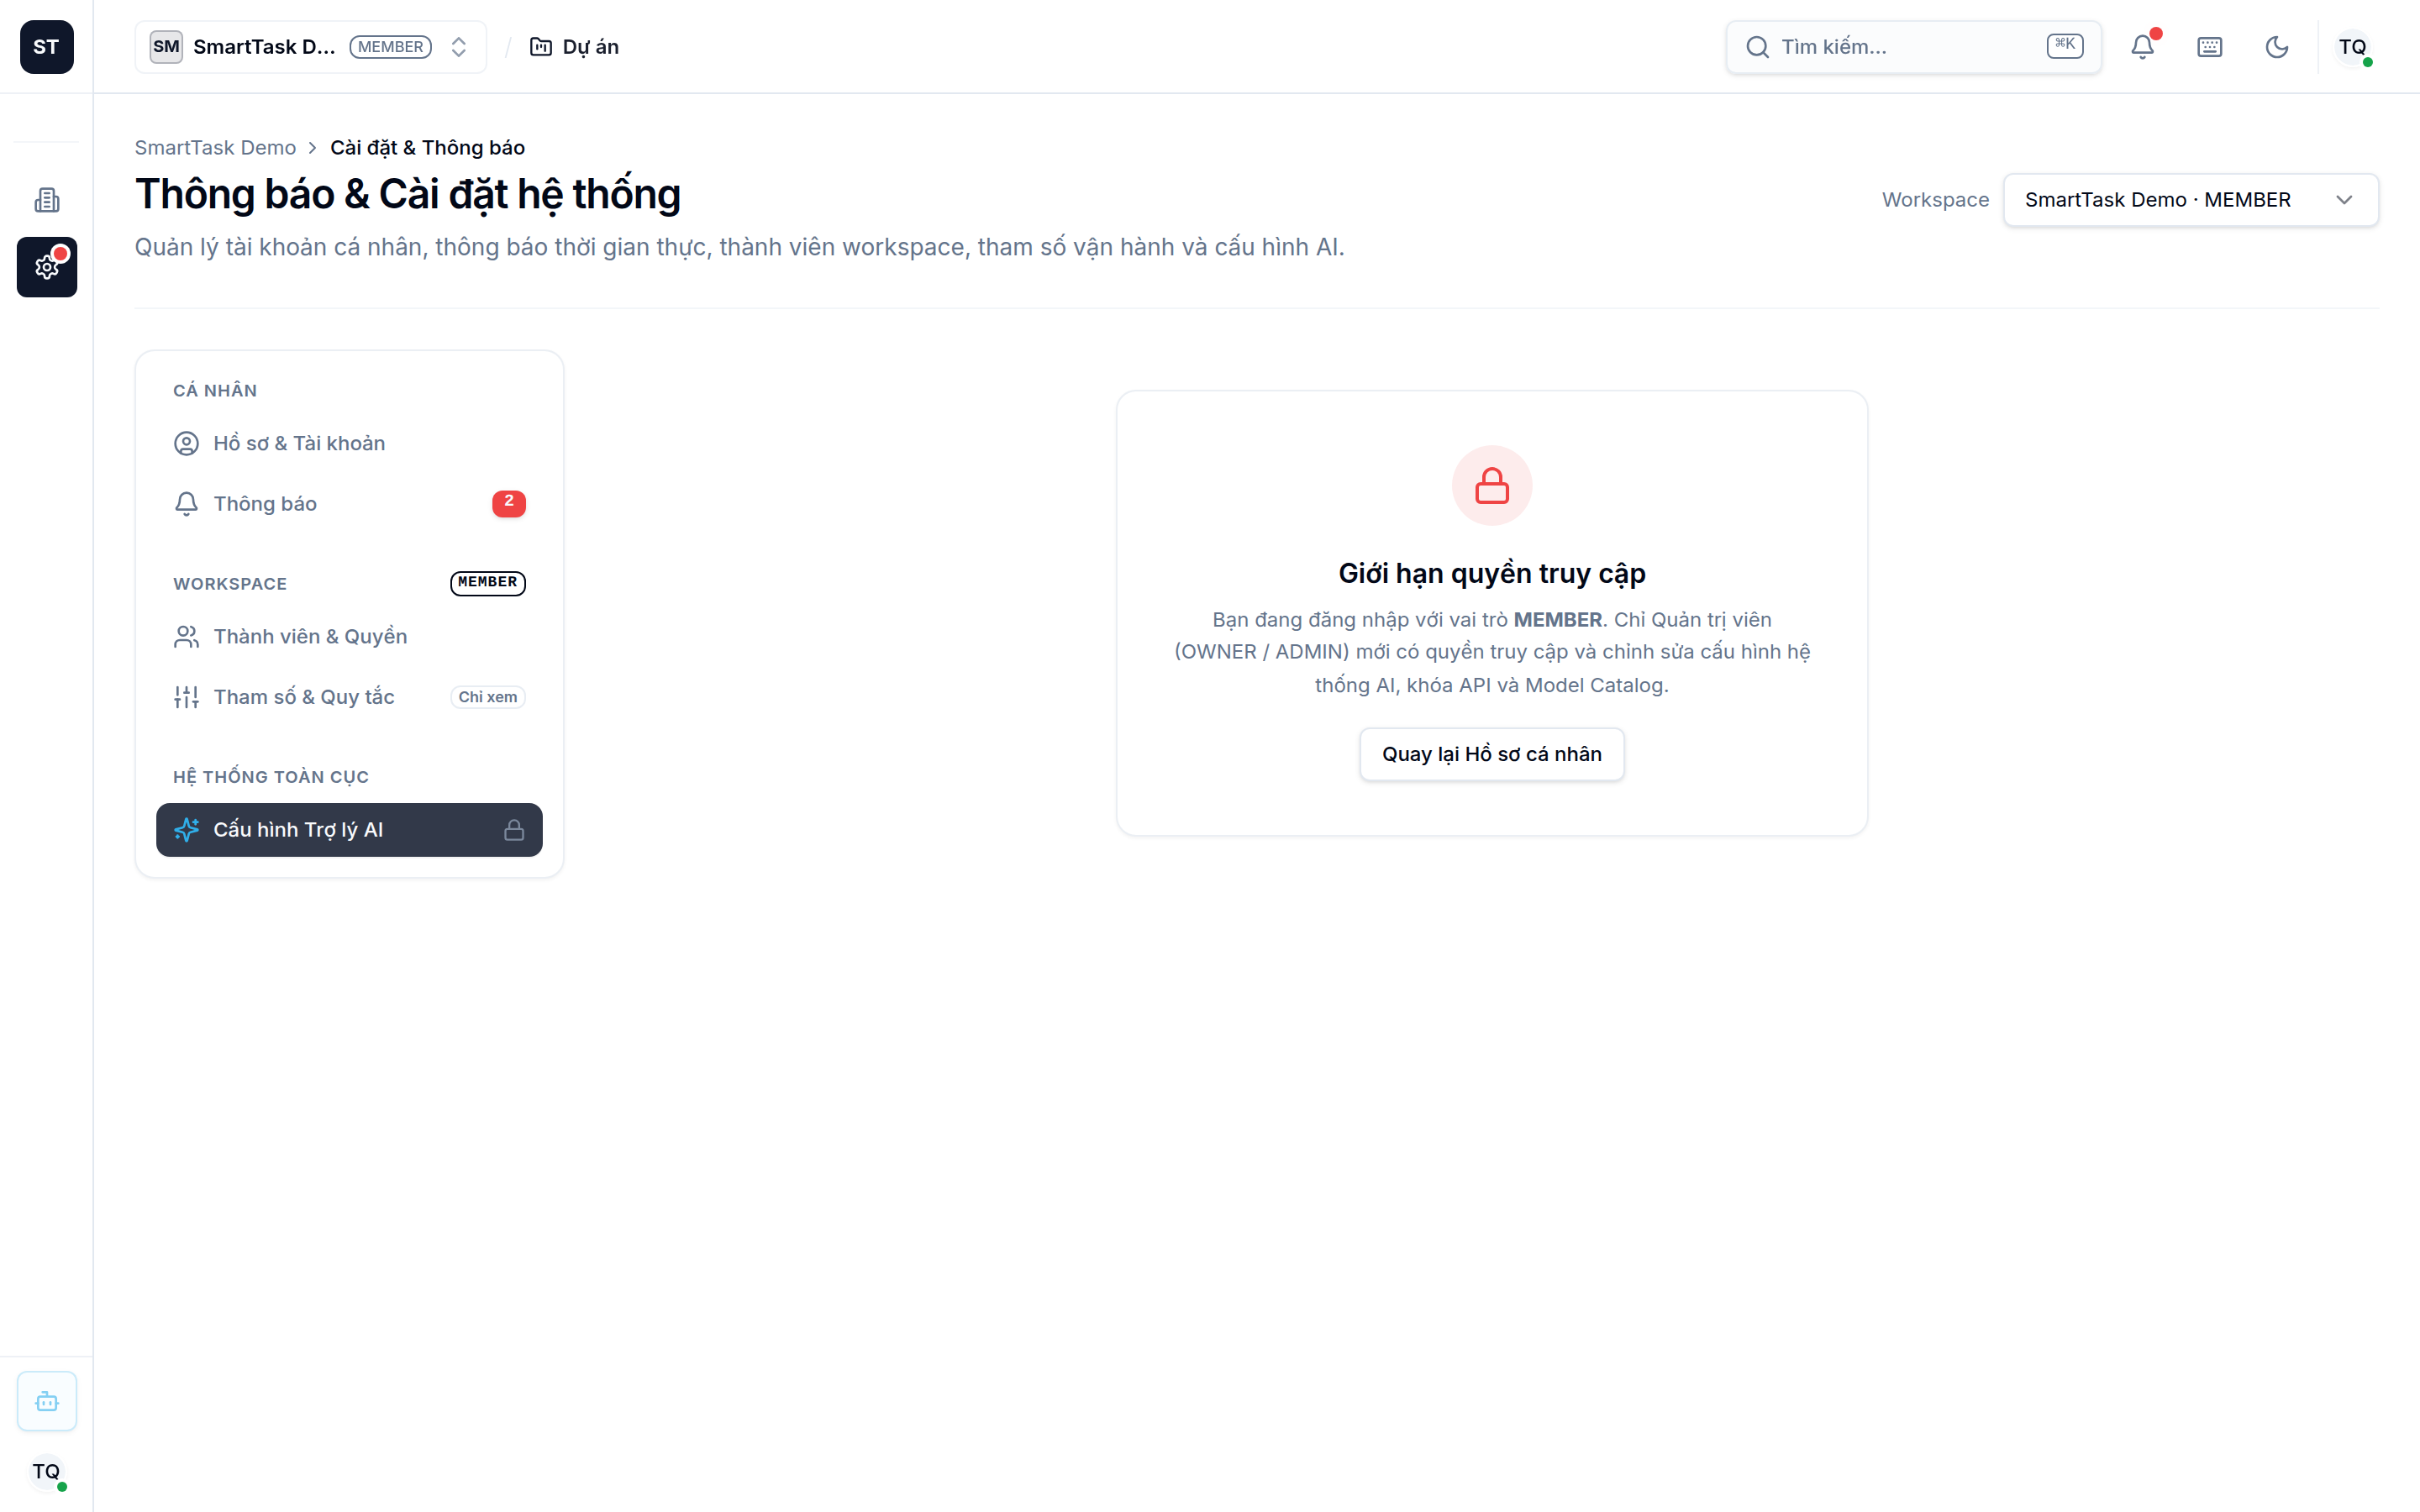 ST
SM SmartTask D... MEMBER / Dự án
Tìm kiếm... ⌘K
TQ
SmartTask Demo > Cài đặt & Thông báo
Thông báo & Cài đặt hệ thống
Quản lý tài khoản cá nhân, thông báo thời gian thực, thành viên workspace, tham số vận hành và cấu hình AI.
Workspace SmartTask Demo · MEMBER
CÁ NHÂN
Hồ sơ & Tài khoản
Thông báo 2
WORKSPACE MEMBER
Thành viên & Quyền
Tham số & Quy tắc Chỉ xem
HỆ THỐNG TOÀN CỤC
Cấu hình Trợ lý AI
Giới hạn quyền truy cập
Bạn đang đăng nhập với vai trò MEMBER. Chỉ Quản trị viên
(OWNER / ADMIN) mới có quyền truy cập và chỉnh sửa cấu hình hệ
thống AI, khóa API và Model Catalog.
Quay lại Hồ sơ cá nhân
TQ